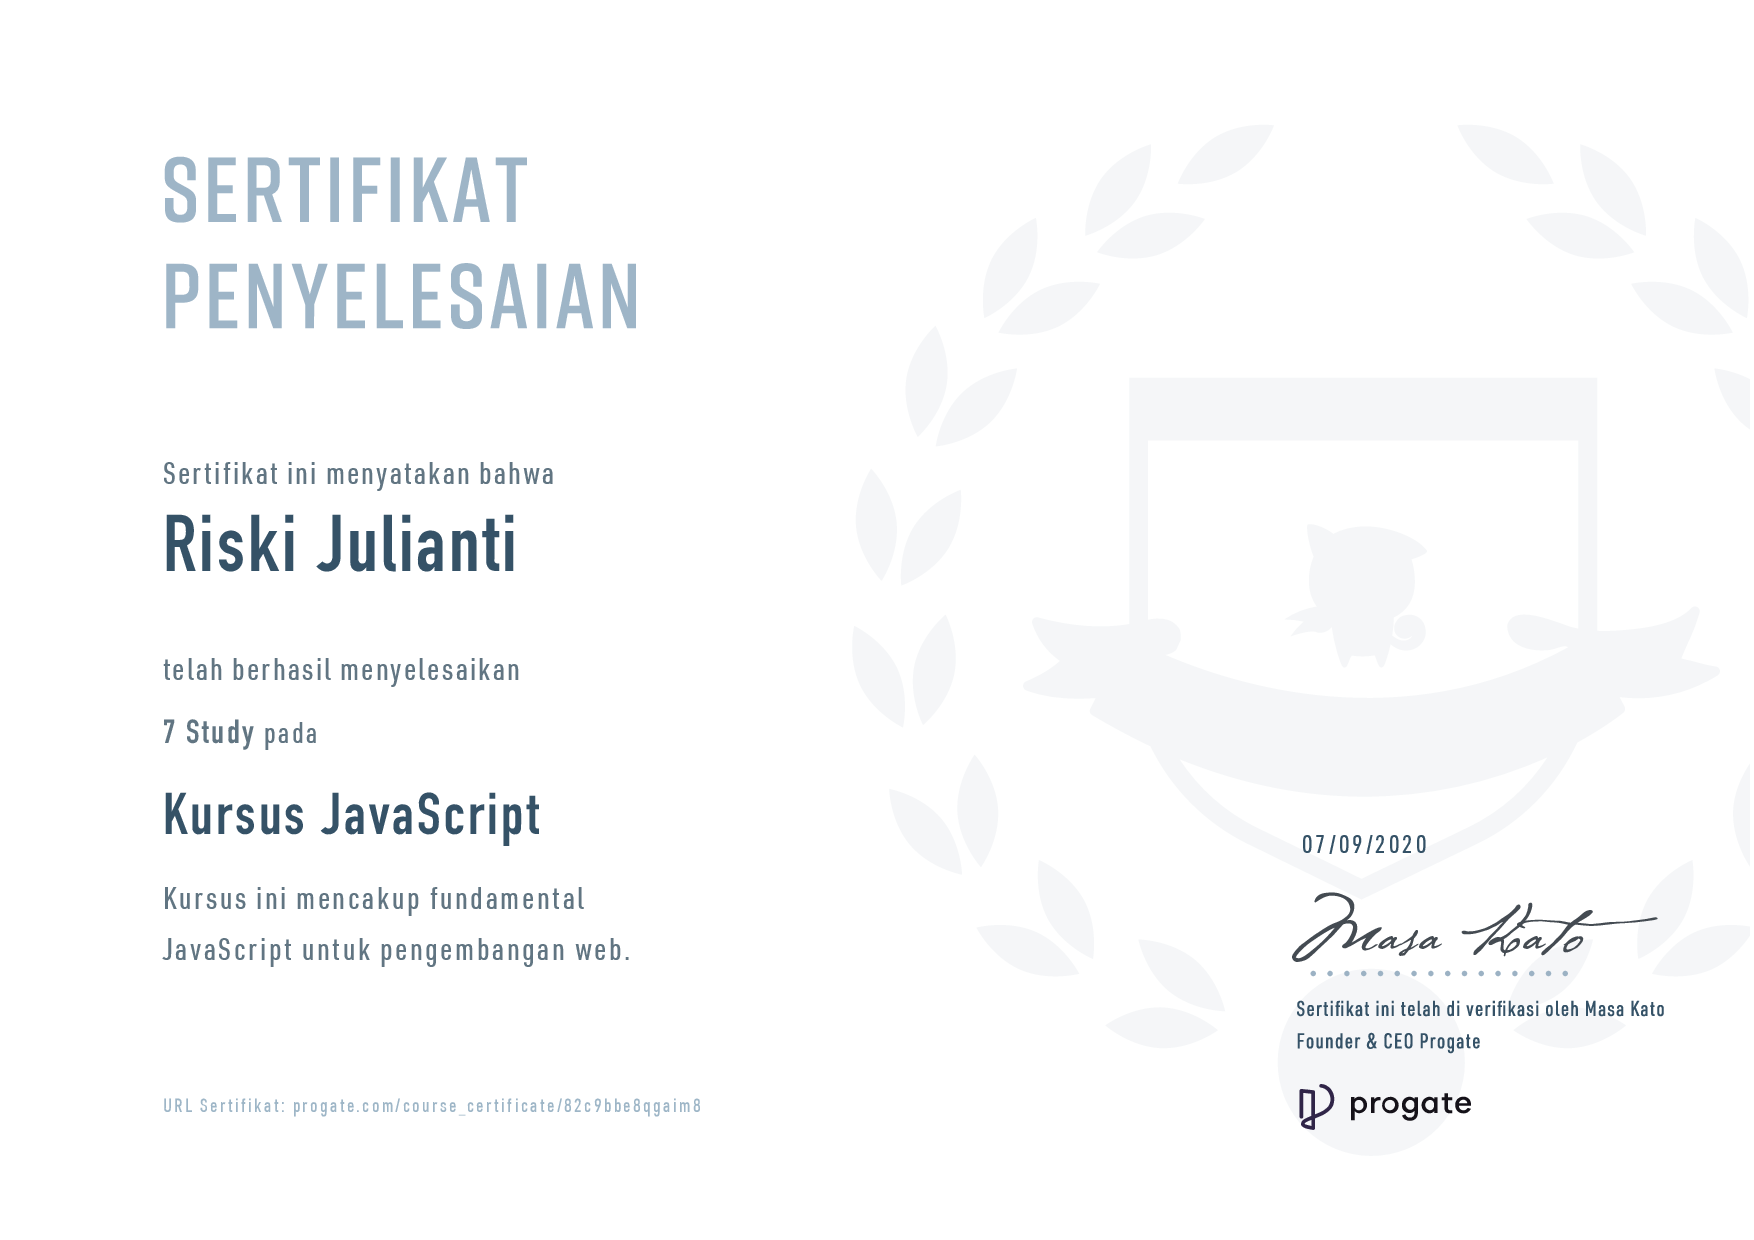 SERTIFIKAT
PENYELESAIAN
Sertifikat ini menyatakan bahwa
Riski Julianti
telah berhasil menyelesaikan
7 Study pada
Kursus JavaScript
Kursus ini mencakup fundamental
JavaScript untuk pengembangan web.
URL Sertifikat: progate.com/course_certificate/82c9bbe8qgaim8
07/09/2020
Masa Kato
Sertifikat ini telah di verifikasi oleh Masa Kato
Founder & CEO Progate
progate